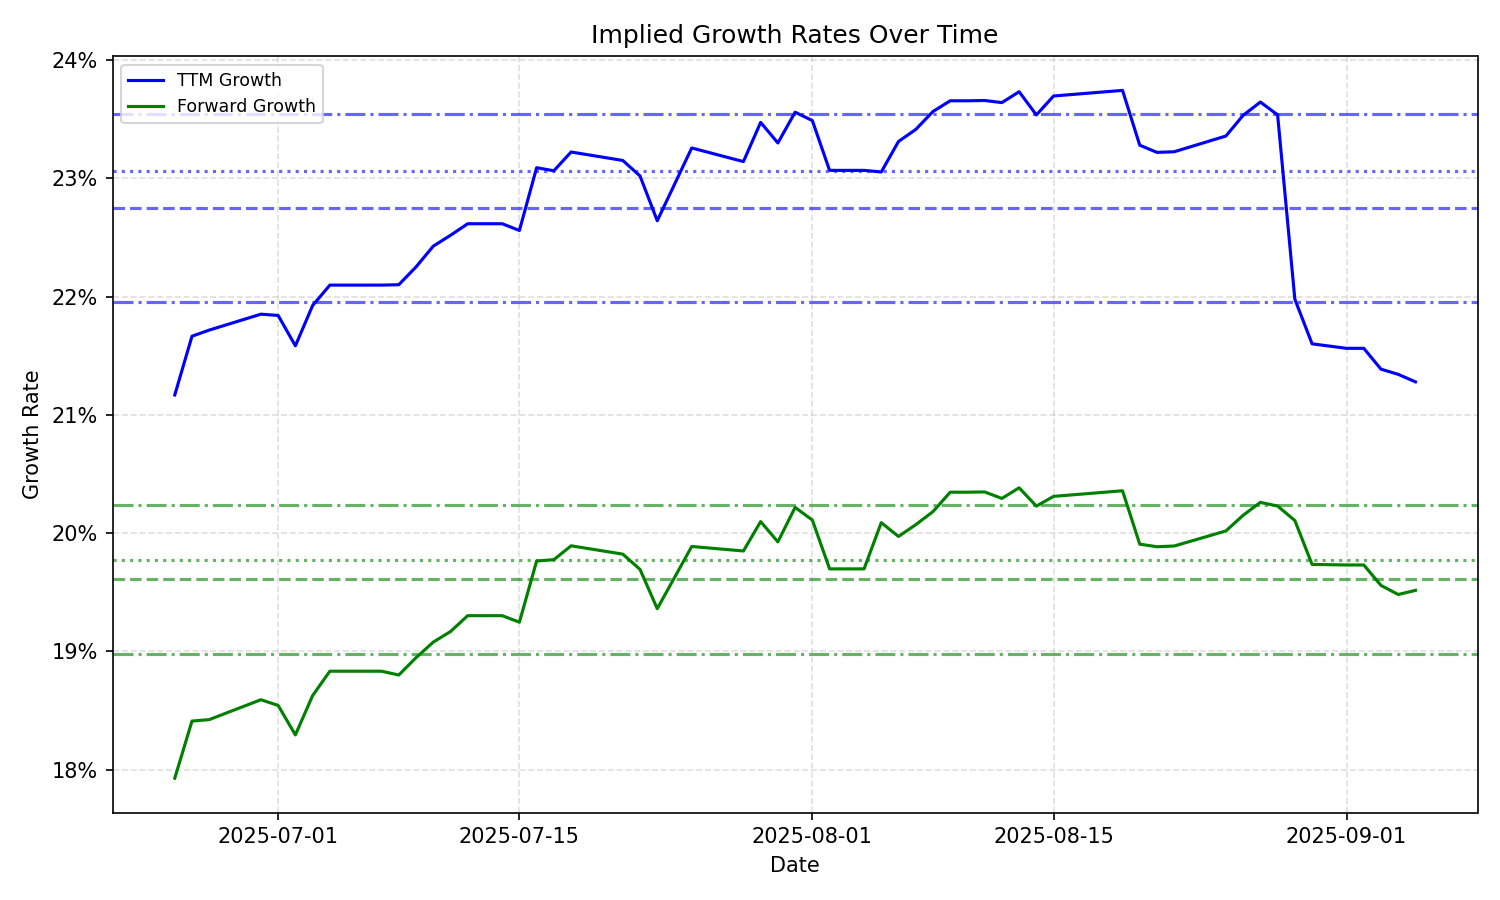 Implied Growth Rates Over Time
TTM Growth
Forward Growth
24%
23%
22%
21%
20%
19%
18%
Growth Rate
2025-07-01
2025-07-15
2025-08-01
2025-08-15
2025-09-01
Date